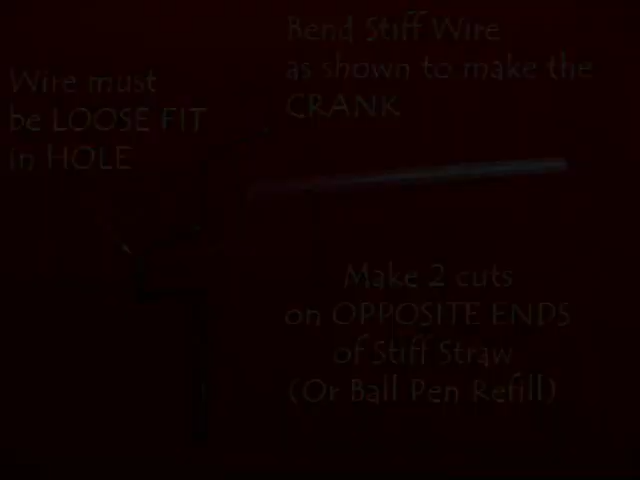 Bend Stiff Wire
as shown to make the
CRANK
Wire must
be LOOSE FIT
in HOLE
Make 2 cuts
on OPPOSITE ENDS
of Stiff Straw
(Or Ball Pen Refill)